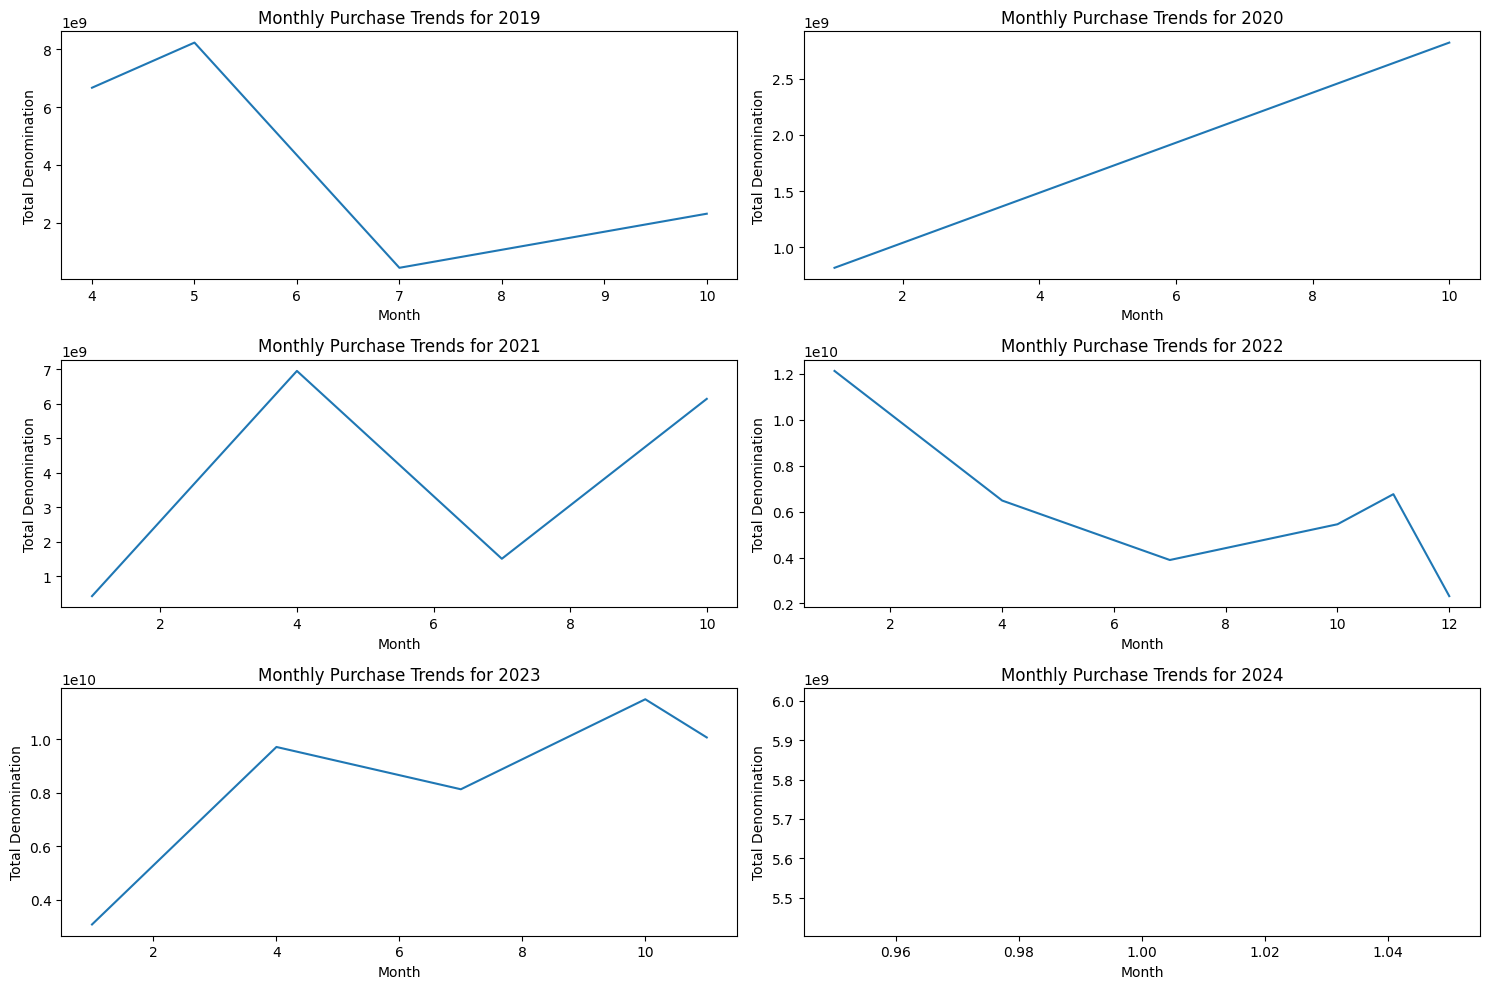 Monthly Purchase Trends for 2019
1e9
8
6
4
2
Total Denomination
4 5 6 7 8 9 10
Month
Monthly Purchase Trends for 2020
1e9
2.5
2.0
1.5
1.0
Total Denomination
2 4 6 8 10
Month
Monthly Purchase Trends for 2021
1e9
7
6
5
4
3
2
1
Total Denomination
2 4 6 8 10
Month
Monthly Purchase Trends for 2022
1e10
1.2
1.0
0.8
0.6
0.4
0.2
Total Denomination
2 4 6 8 10 12
Month
Monthly Purchase Trends for 2023
1e10
1.0
0.8
0.6
0.4
Total Denomination
2 4 6 8 10
Month
Monthly Purchase Trends for 2024
1e9
6.0
5.9
5.8
5.7
5.6
5.5
Total Denomination
0.96 0.98 1.00 1.02 1.04
Month